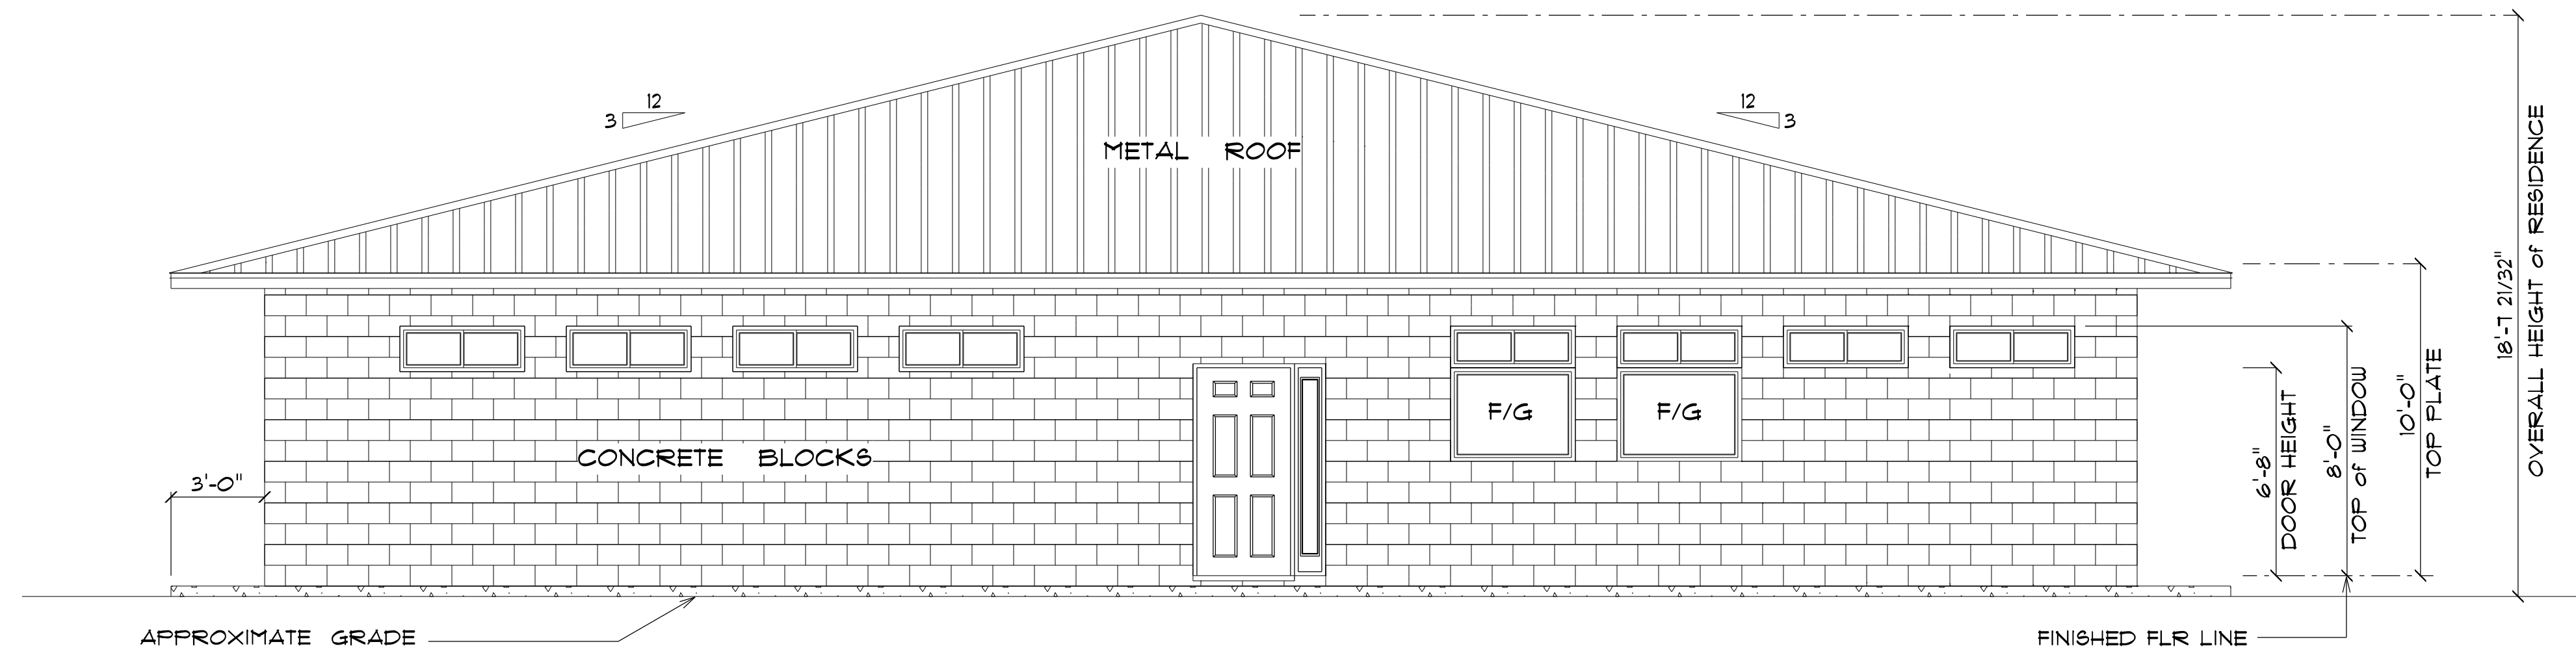 12
3
12
3
METAL ROOF
F/G
F/G
CONCRETE BLOCKS
3'-0"
6'-8"
DOOR HEIGHT
8'-0"
TOP of WINDOW
10'-0"
TOP PLATE
18'-7 21/32"
OVERALL HEIGHT of RESIDENCE
APPROXIMATE GRADE
FINISHED FLR LINE